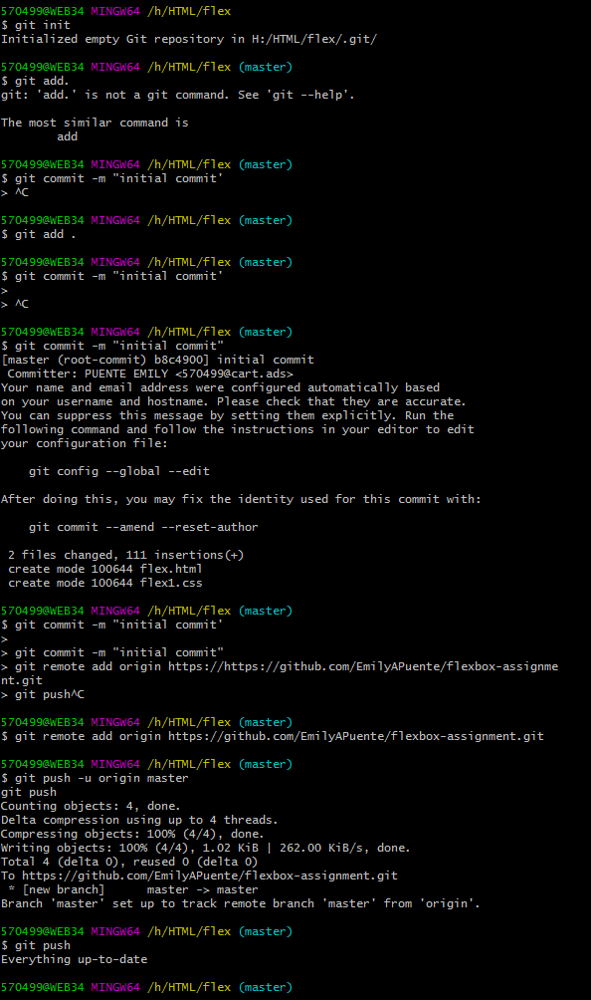 570499@WEB34 MINGW64 /h/HTML/flex
$ git init
Initialized empty Git repository in H:/HTML/flex/.git/

570499@WEB34 MINGW64 /h/HTML/flex (master)
$ git add.
git: 'add.' is not a git command. See 'git --help'.

The most similar command is
        add

570499@WEB34 MINGW64 /h/HTML/flex (master)
$ git commit -m "initial commit'
> ^C

570499@WEB34 MINGW64 /h/HTML/flex (master)
$ git add .

570499@WEB34 MINGW64 /h/HTML/flex (master)
$ git commit -m "initial commit'
>
> ^C

570499@WEB34 MINGW64 /h/HTML/flex (master)
$ git commit -m "initial commit"
[master (root-commit) b8c4900] initial commit
 Committer: PUENTE EMILY <570499@cart.ads>
Your name and email address were configured automatically based
on your username and hostname. Please check that they are accurate.
You can suppress this message by setting them explicitly. Run the
following command and follow the instructions in your editor to edit
your configuration file:

    git config --global --edit

After doing this, you may fix the identity used for this commit with:

    git commit --amend --reset-author

 2 files changed, 111 insertions(+)
 create mode 100644 flex.html
 create mode 100644 flex1.css

570499@WEB34 MINGW64 /h/HTML/flex (master)
$ git commit -m "initial commit'
>
> git commit -m "initial commit"
> git remote add origin https://https://github.com/EmilyAPuente/flexbox-assignme
nt.git
> git push^C

570499@WEB34 MINGW64 /h/HTML/flex (master)
$ git remote add origin https://github.com/EmilyAPuente/flexbox-assignment.git

570499@WEB34 MINGW64 /h/HTML/flex (master)
$ git push -u origin master
git push
Counting objects: 4, done.
Delta compression using up to 4 threads.
Compressing objects: 100% (4/4), done.
Writing objects: 100% (4/4), 1.02 KiB | 262.00 KiB/s, done.
Total 4 (delta 0), reused 0 (delta 0)
To https://github.com/EmilyAPuente/flexbox-assignment.git
 * [new branch]      master -> master
Branch 'master' set up to track remote branch 'master' from 'origin'.

570499@WEB34 MINGW64 /h/HTML/flex (master)
$ git push
Everything up-to-date

570499@WEB34 MINGW64 /h/HTML/flex (master)